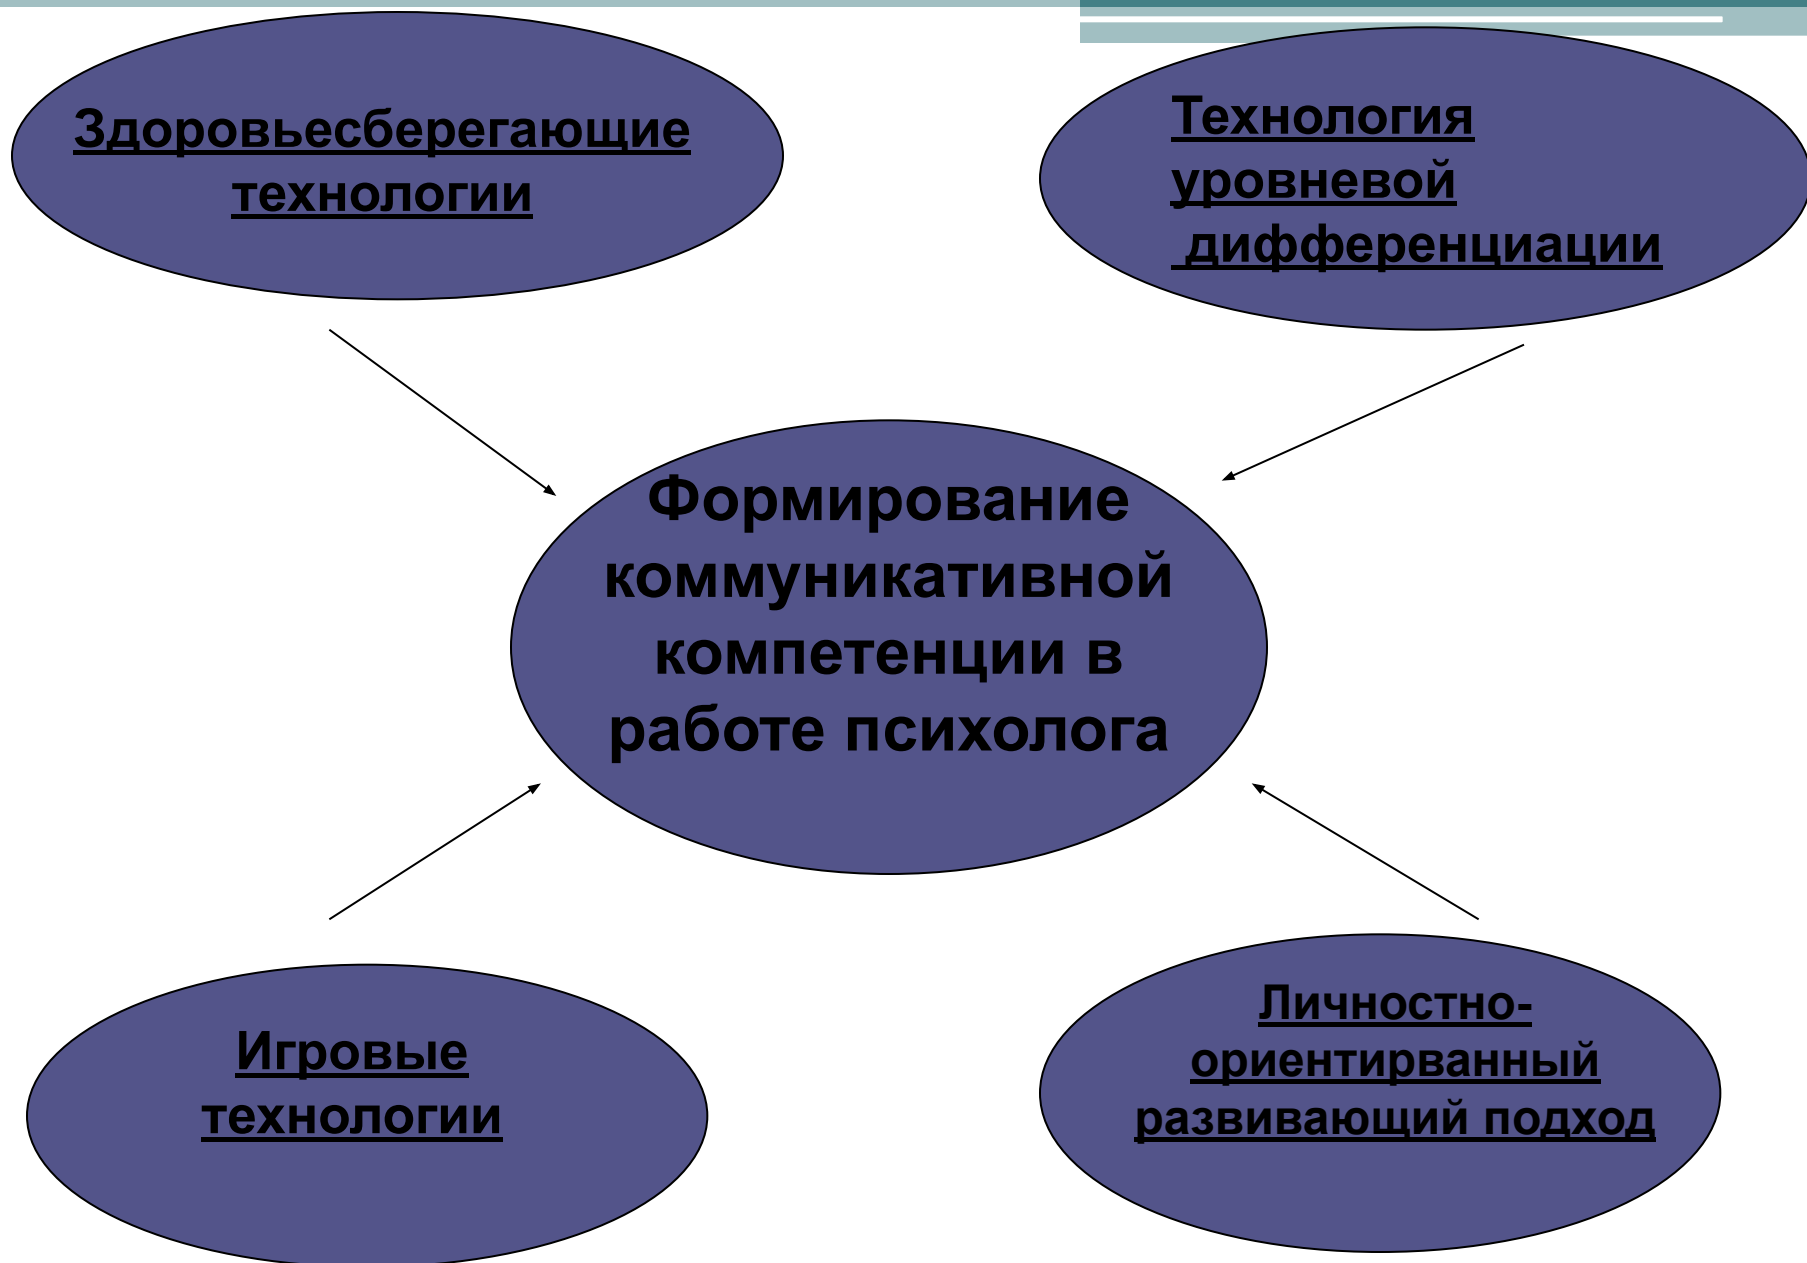 Здоровьесберегающие
технологии
Технология
уровневой
дифференциации
Формирование
коммуникативной
компетенции в
работе психолога
Игровые
технологии
Личностно-
ориентирванный
развивающий подход